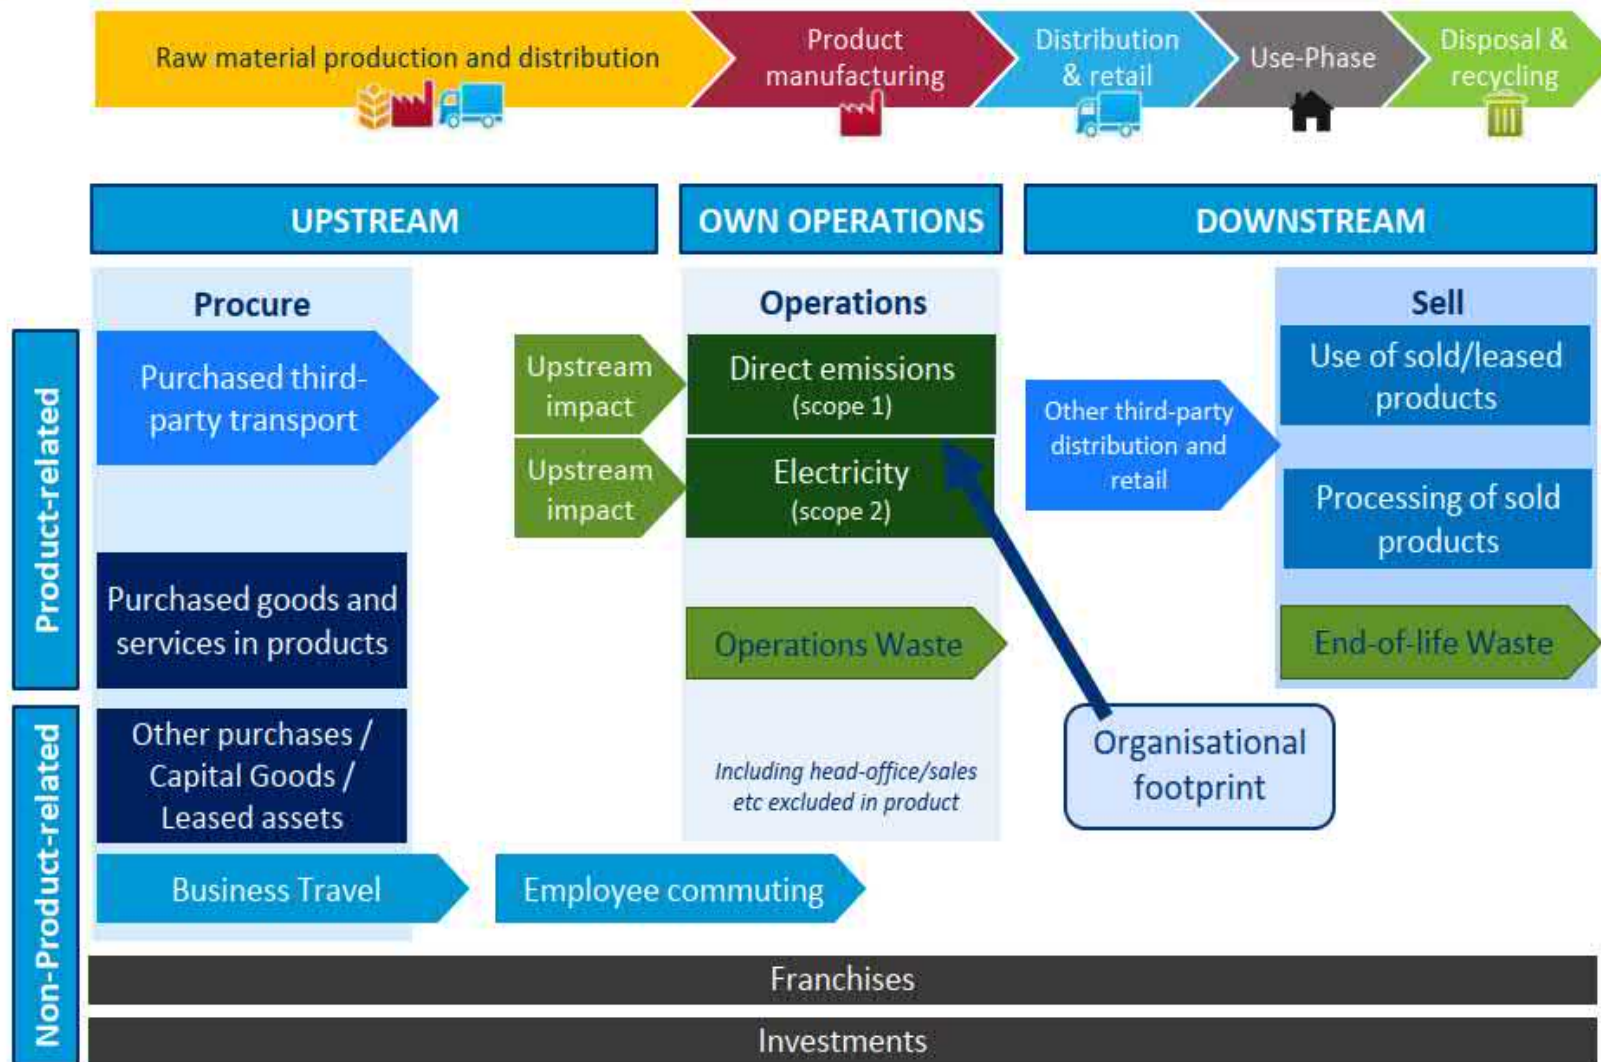 Raw material production and distribution
Product
manufacturing
Distribution
& retail
Use-Phase
Disposal &
recycling
UPSTREAM
OWN OPERATIONS
DOWNSTREAM
Product-related
Procure
Purchased third-
party transport
Purchased goods and
services in products
Upstream
impact
Upstream
impact
Operations
Direct emissions
(scope 1)
Electricity
(scope 2)
Operations Waste
Other third-party
distribution and
retail
Sell
Use of sold/leased
products
Processing of sold
products
End-of-life Waste
Non-Product-related
Other purchases /
Capital Goods /
Leased assets
Including head-office/sales
etc excluded in product
Organisational
footprint
Business Travel
Employee commuting
Franchises
Investments